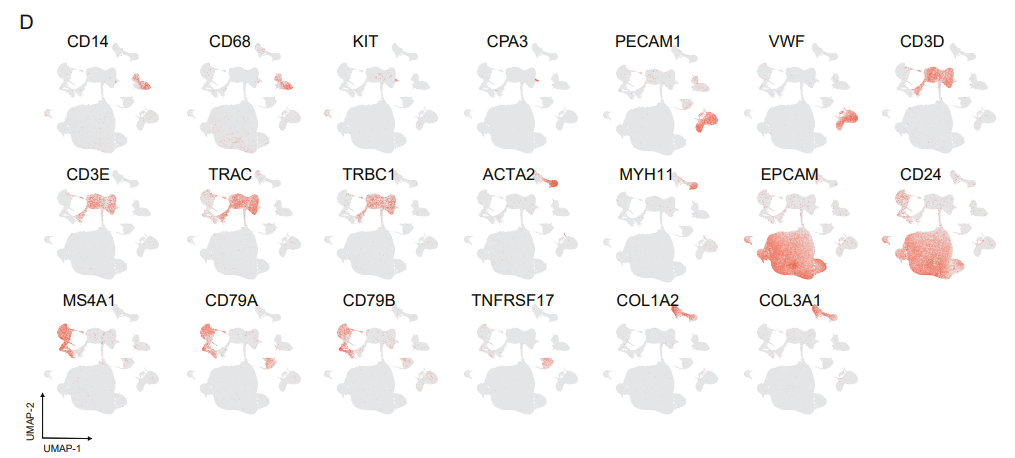 D
CD14 CD68 KIT CPA3 PECAM1 VWF CD3D
CD3E TRAC TRBC1 ACTA2 MYH11 EPCAM CD24
MS4A1 CD79A CD79B TNFRSF17 COL1A2 COL3A1
UMAP-2
UMAP-1